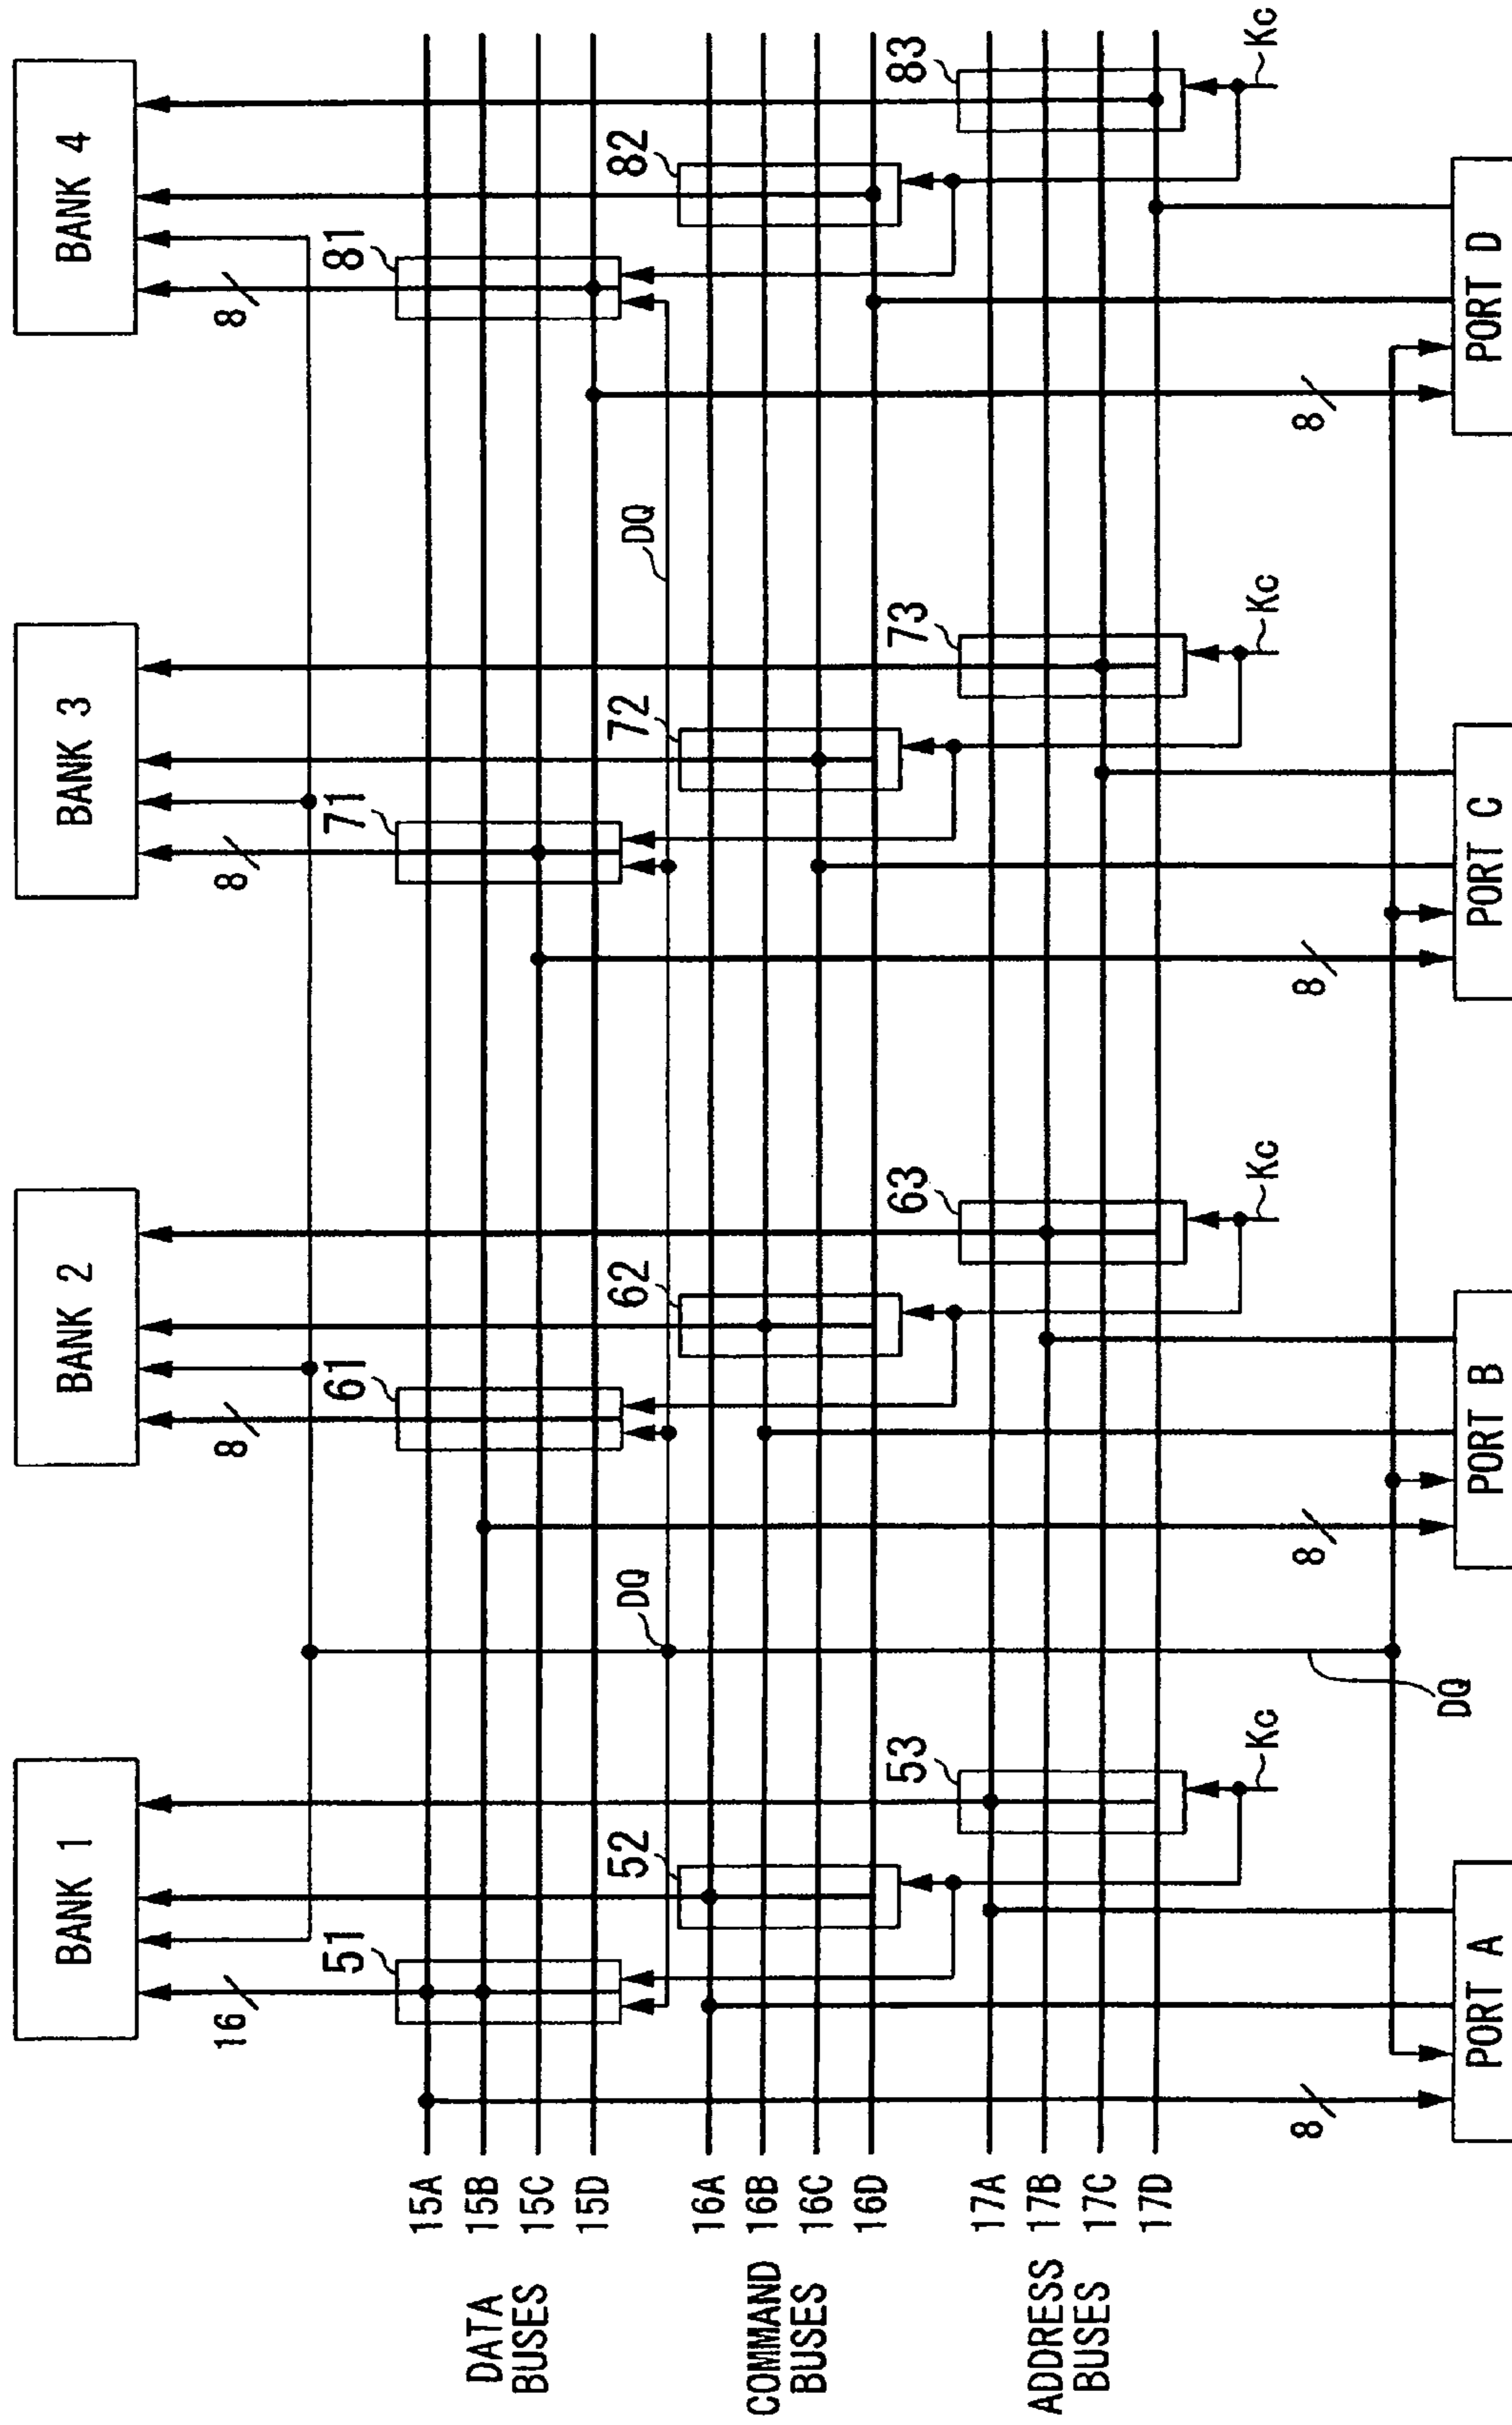 BANK 1
BANK 2
BANK 3
BANK 4
16
8
8
8
51
61
71
81
15A
15B
15C
15D
DATA
BUSES
DQ
DQ
52
62
72
82
16A
16B
16C
16D
COMMAND
BUSES
53
63
73
83
17A
17B
17C
17D
ADDRESS
BUSES
Kc
Kc
Kc
Kc
8
8
8
8
DQ
PORT A
PORT B
PORT C
PORT D